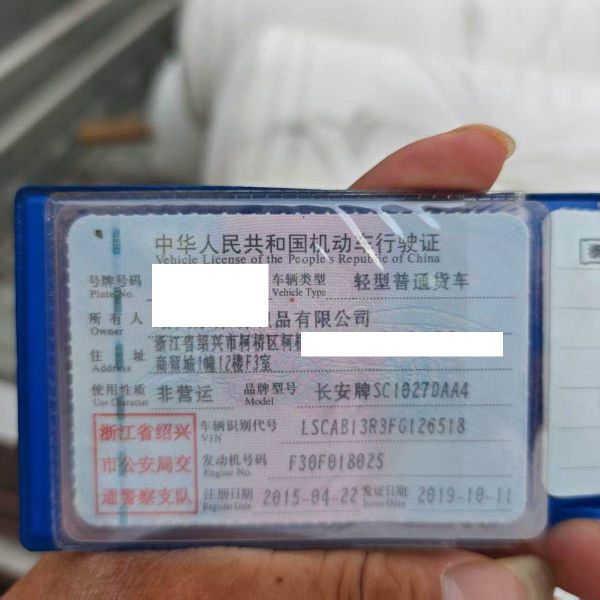 中华人民共和国机动车行驶证
Vehicle License of the People's Republic of China
号牌号码 车辆类型 轻型普通货车
Plate No. Vehicle Type
所有人 品有限公司
Owner
浙江省绍兴市柯桥区柯
住址 商贸城1幢12楼F3室
Address
使用性质 非营运 品牌型号 长安牌SC1027DAA4
Use Character Model
浙江省绍兴 车辆识别代号 LSCAB13R3FG126518
VIN
市公安局交 发动机号码 F30F018025
Engine No.
通警察支队 注册日期 2015-04-22 发证日期 2019-10-11
Register Date Issue Date